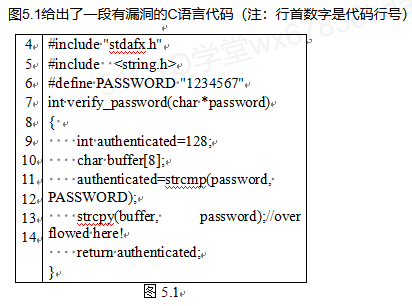 图5.1给出了一段有漏洞的C语言代码（注：行首数字是代码行号）
4 #include "stdafx.h"
5 #include <string.h>
6 #define PASSWORD "1234567"
7 int verify_password(char *password)
8 {
9 int authenticated=128;
10 char buffer[8];
11 authenticated=strcmp(password,
12 PASSWORD);
13 strcpy(buffer, password);//over
14 flowed here!
return authenticated;
}
图 5.1